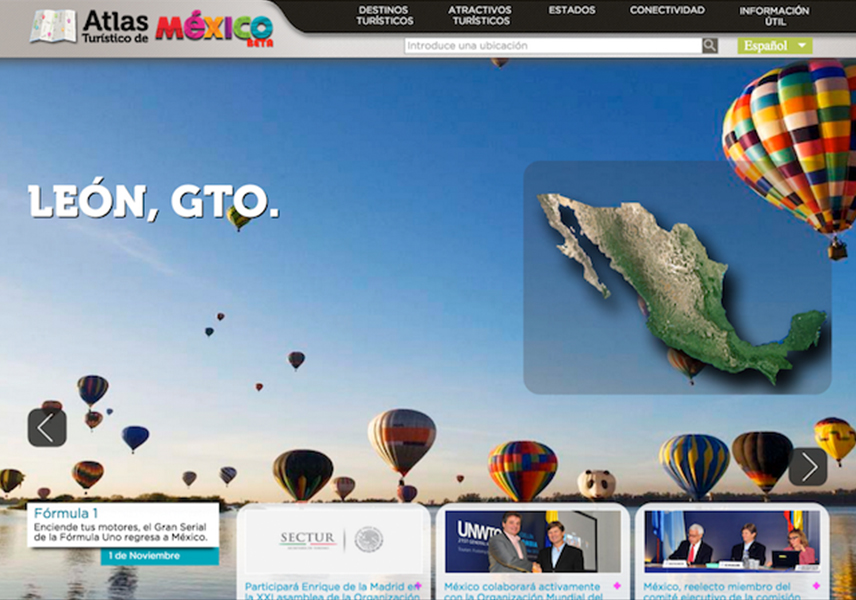 Atlas
Turístico de
México
BETA
DESTINOS
TURÍSTICOS
ATRACTIVOS
TURÍSTICOS
ESTADOS
CONECTIVIDAD
INFORMACIÓN
ÚTIL
Introduce una ubicación
Español
LEÓN, GTO.
Fórmula 1
Enciende tus motores, el Gran Serial
de la Fórmula Uno regresa a México.
1 de Noviembre
SECTUR
Participará Enrique de la Madrid en
la XXI asamblea de la Organización
UNWTO
México colaborará activamente
con la Organización Mundial del
México, reelecto miembro del
comité ejecutivo de la comisión